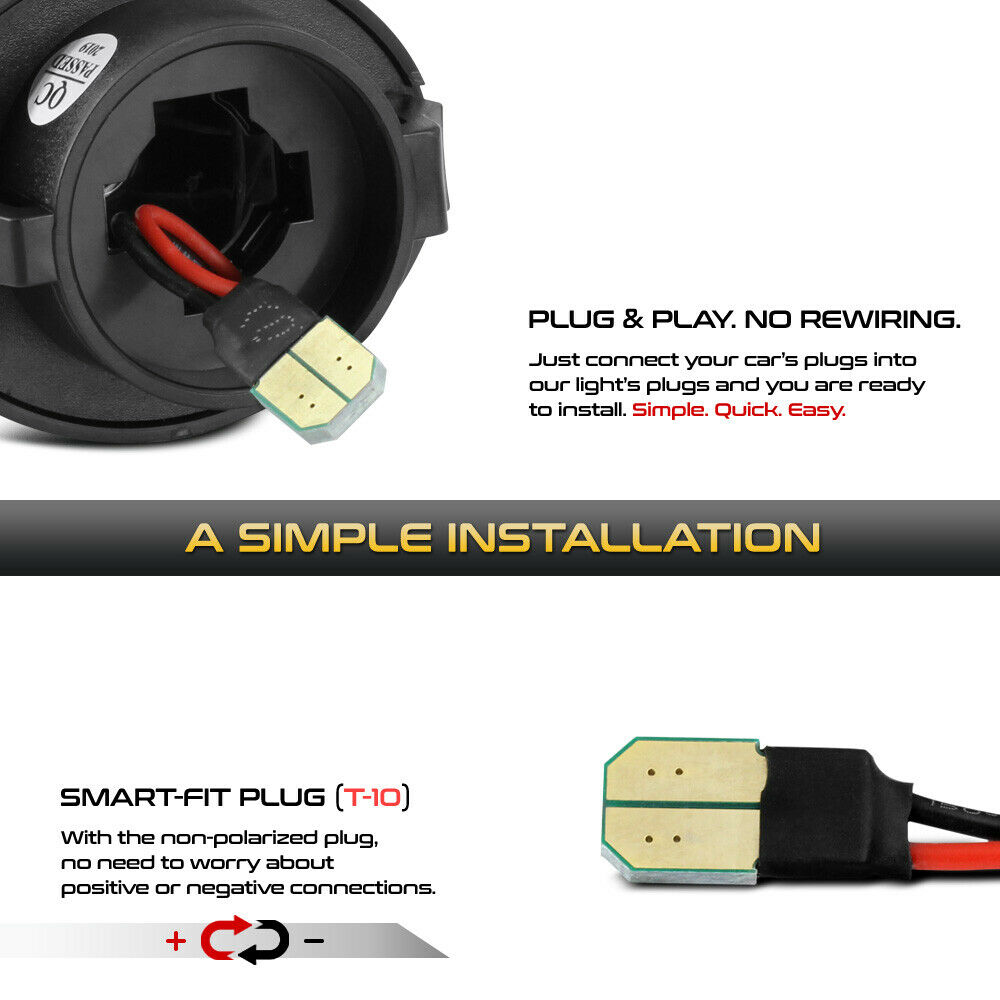 QC
PASSED
2019
PLUG & PLAY. NO REWIRING.
Just connect your car's plugs into
our light's plugs and you are ready
to install. Simple. Quick. Easy.
A SIMPLE INSTALLATION
SMART-FIT PLUG (T-10)
With the non-polarized plug,
no need to worry about
positive or negative connections.
+ -